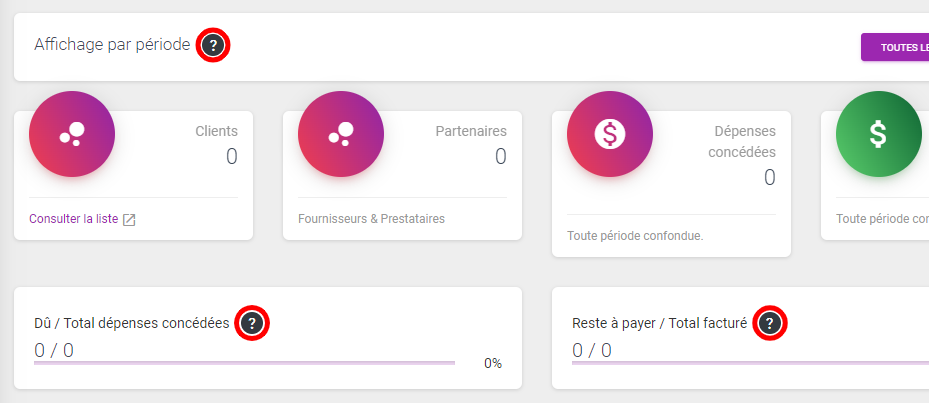 Affichage par période ?
TOUTES LE
Clients
0
Consulter la liste
Partenaires
0
Fournisseurs & Prestataires
$
Dépenses
concédées
0
Toute période confondue.
$
Toute période con
Dû / Total dépenses concédées ?
0 / 0
0%
Reste à payer / Total facturé ?
0 / 0